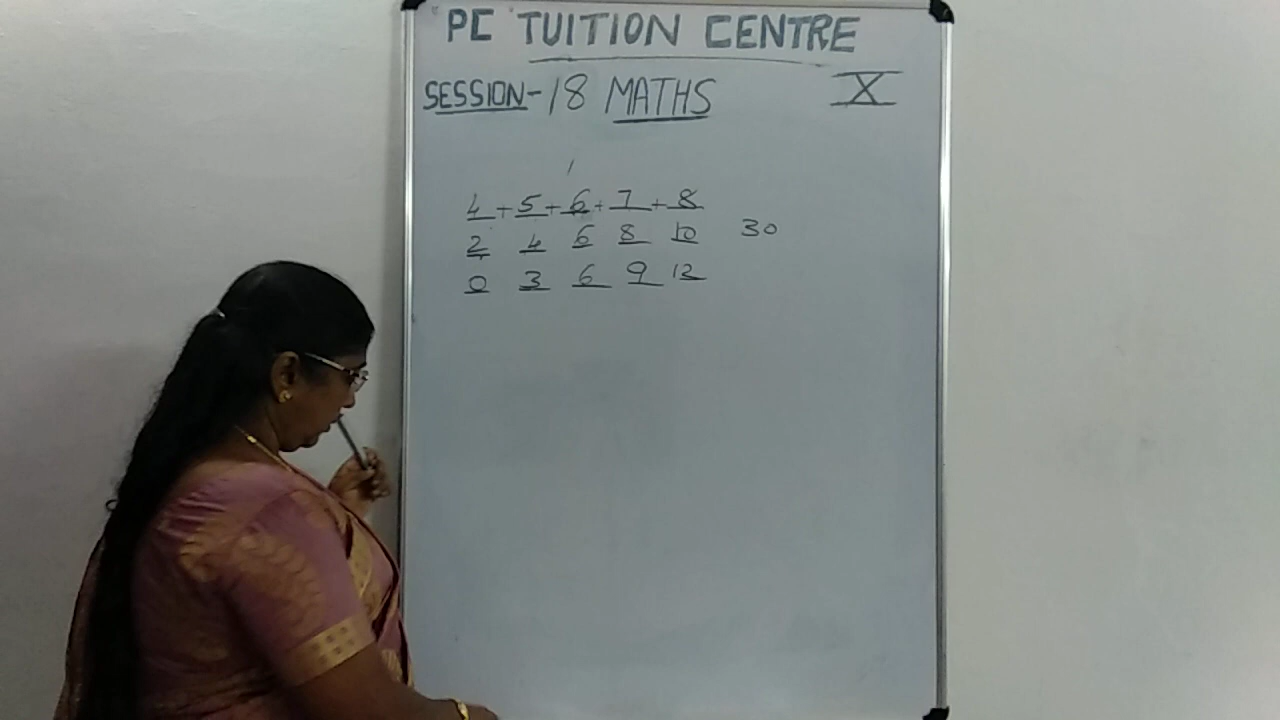 PC TUITION CENTRE
SESSION-18 MATHS X
4+5+6+7+8
2 4 6 8 10 30
0 3 6 9 12